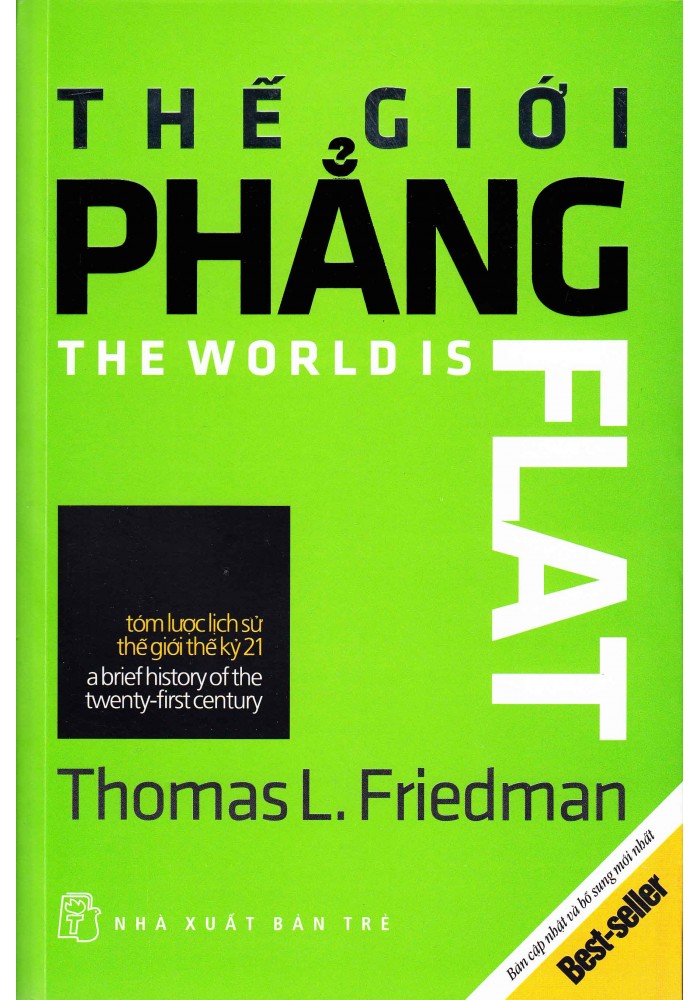 THẾ GIỚI
PHẲNG
THE WORLD IS
FLAT
tóm lược lịch sử
thế giới thế kỷ 21
a brief history of the
twenty-first century
Thomas L. Friedman
T
NHÀ XUẤT BẢN TRẺ
Bản cập nhật và bổ sung mới nhất
Best-seller